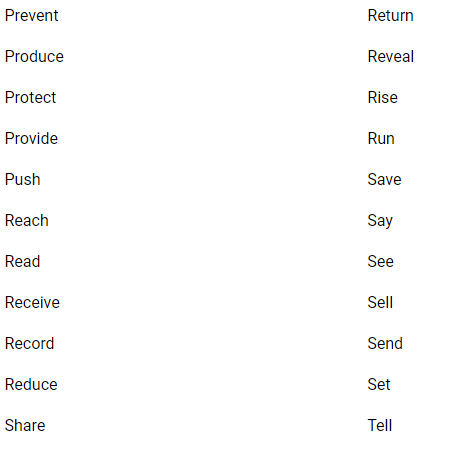 Prevent Return
Produce Reveal
Protect Rise
Provide Run
Push Save
Reach Say
Read See
Receive Sell
Record Send
Reduce Set
Share Tell